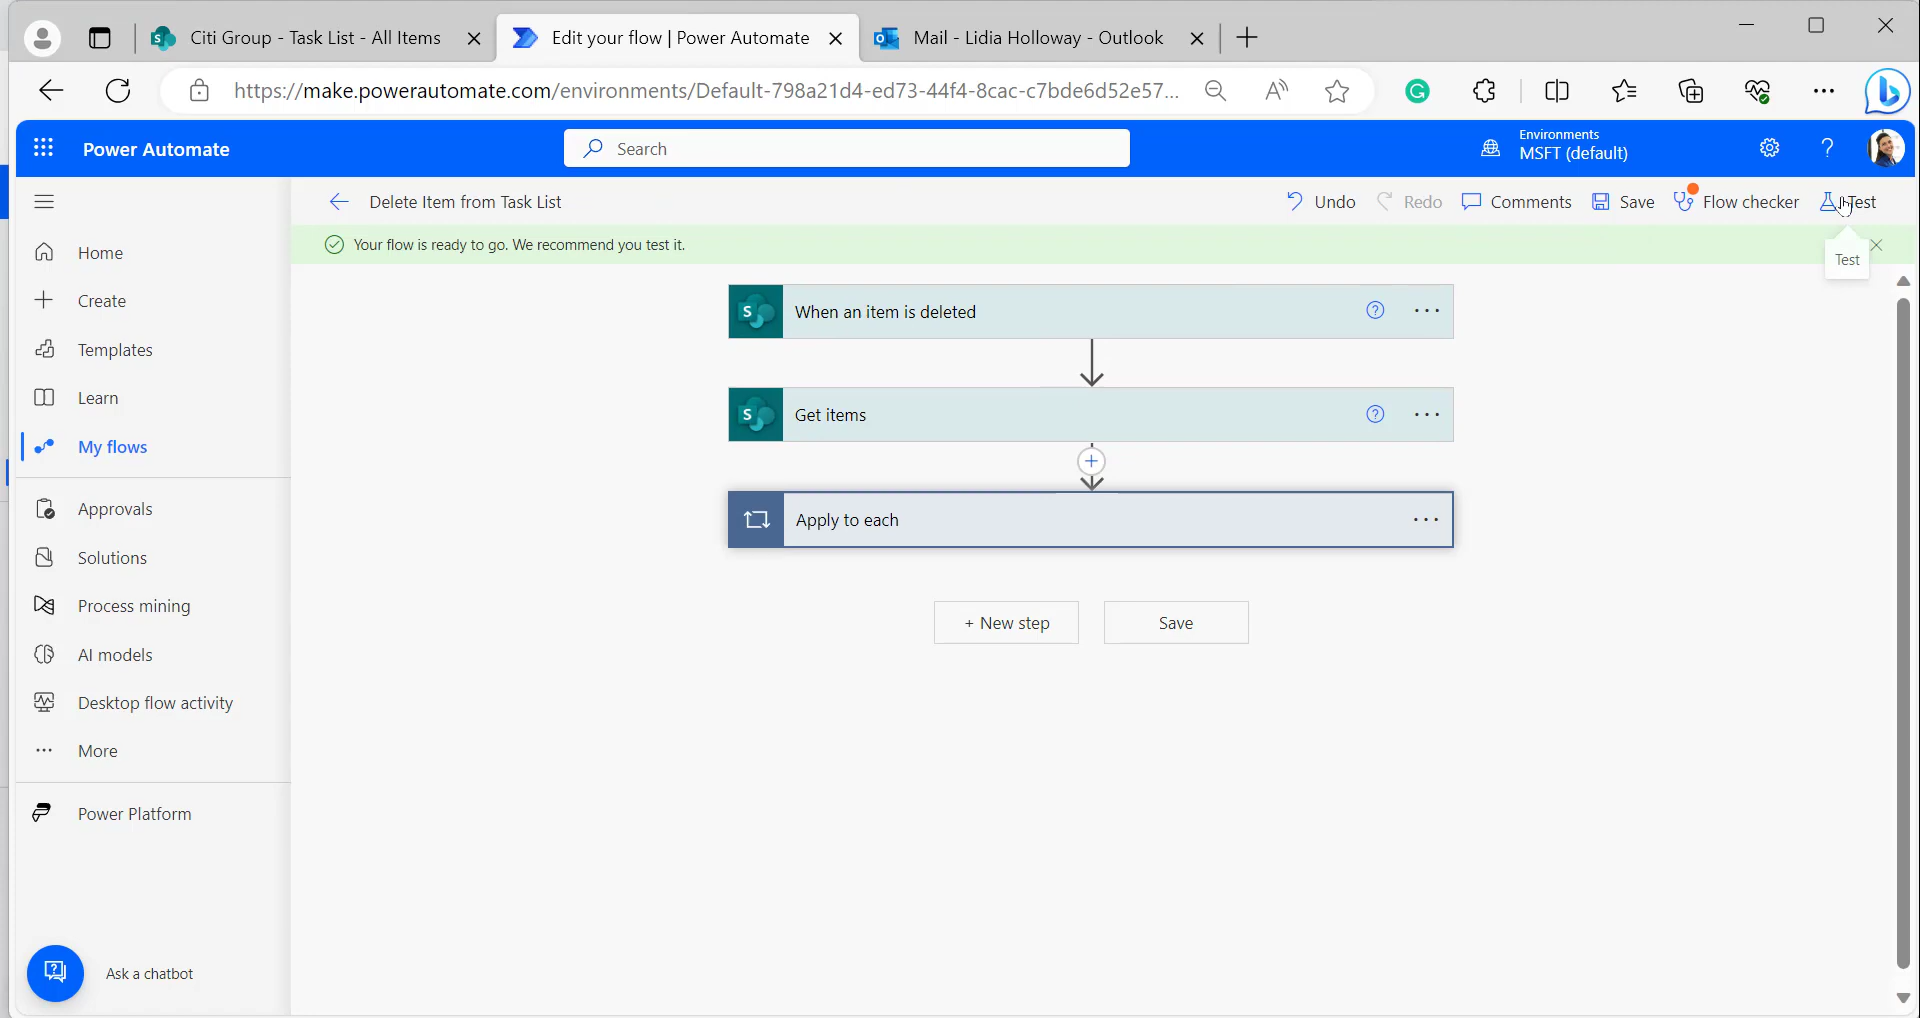 Citi Group - Task List - All Items
Edit your flow | Power Automate
Mail - Lidia Holloway - Outlook
https://make.powerautomate.com/environments/Default-798a21d4-ed73-44f4-8cac-c7bde6d52e57...
Power Automate
Search
Environments
MSFT (default)
Delete Item from Task List
Undo
Redo
Comments
Save
Flow checker
Test
Your flow is ready to go. We recommend you test it.
Test
Home
Create
Templates
Learn
My flows
Approvals
Solutions
Process mining
AI models
Desktop flow activity
More
Power Platform
Ask a chatbot
When an item is deleted
Get items
Apply to each
+ New step
Save